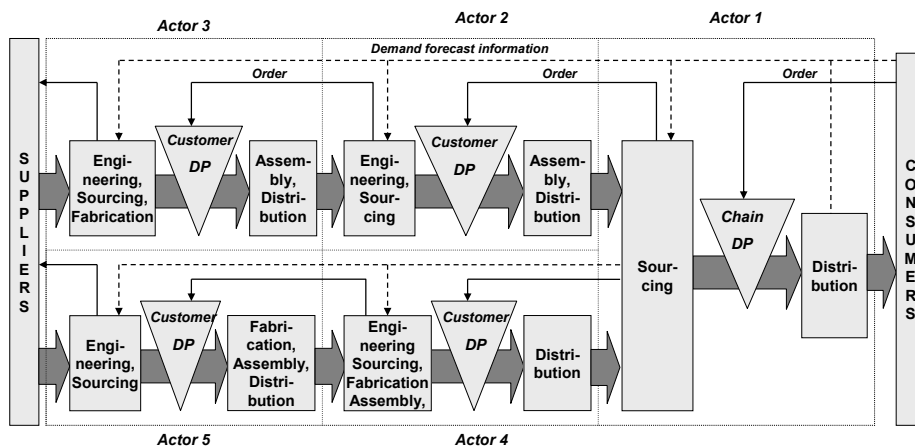 Actor 3
Actor 2
Actor 1
Demand forecast information
Order
Order
Order
SUPPLIERS
Engi-
neering,
Sourcing,
Fabrication
Customer
DP
Assem-
bly,
Distri-
bution
Engi-
neering,
Sour-
cing
Customer
DP
Assem-
bly,
Distri-
bution
Sour-
cing
Chain
DP
Distri-
bution
CONSUMERS
Engi-
neering,
Sourcing
Customer
DP
Fabri-
cation,
Assembly,
Distri-
bution
Engi-
neering
Sourcing,
Fabrication
Assembly,
Customer
DP
Distri-
bution
Actor 5
Actor 4